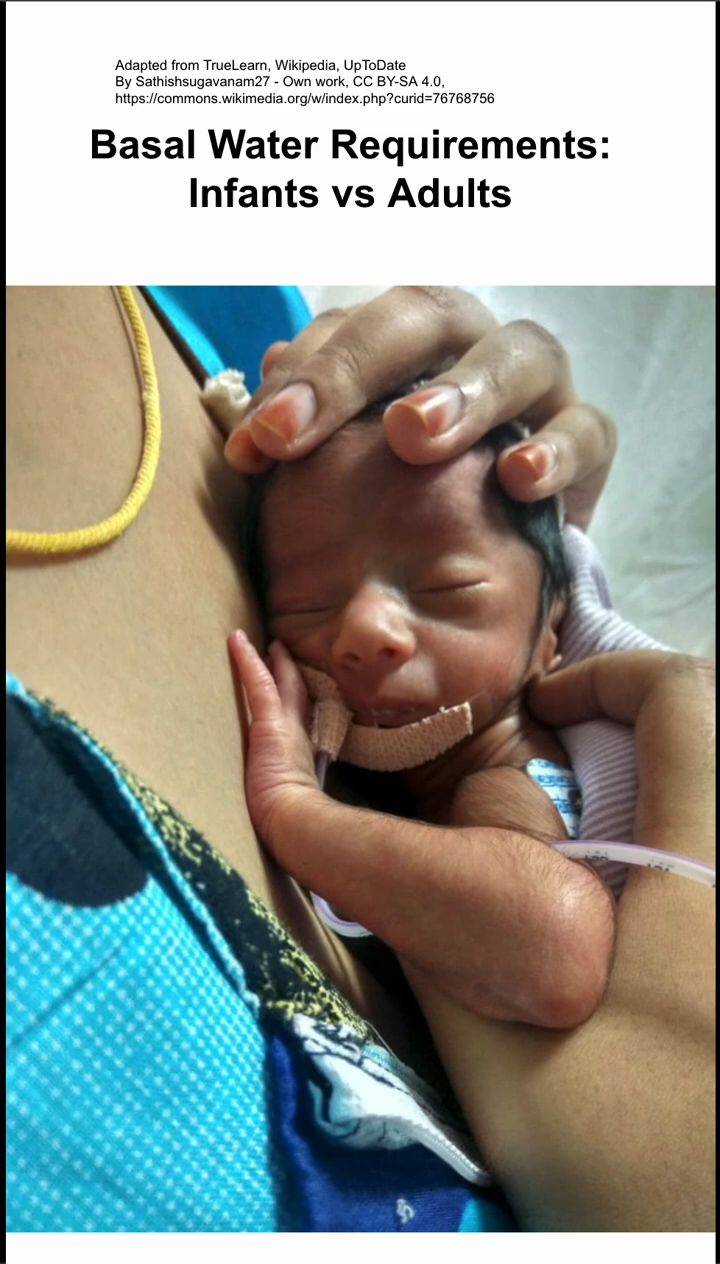 Adapted from TrueLearn, Wikipedia, UpToDate
By Sathishsugavanam27 - Own work, CC BY-SA 4.0,
https://commons.wikimedia.org/w/index.php?curid=76768756
Basal Water Requirements:
Infants vs Adults